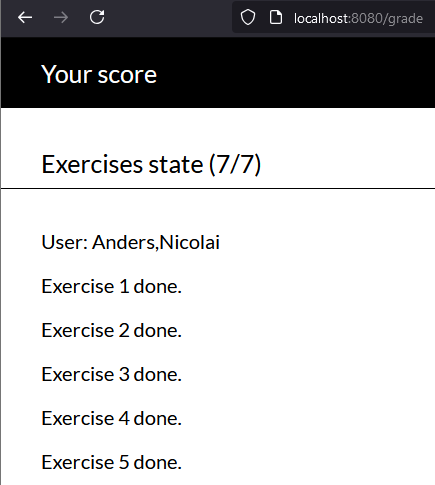 localhost:8080/grade
Your score
Exercises state (7/7)
User: Anders,Nicolai
Exercise 1 done.
Exercise 2 done.
Exercise 3 done.
Exercise 4 done.
Exercise 5 done.